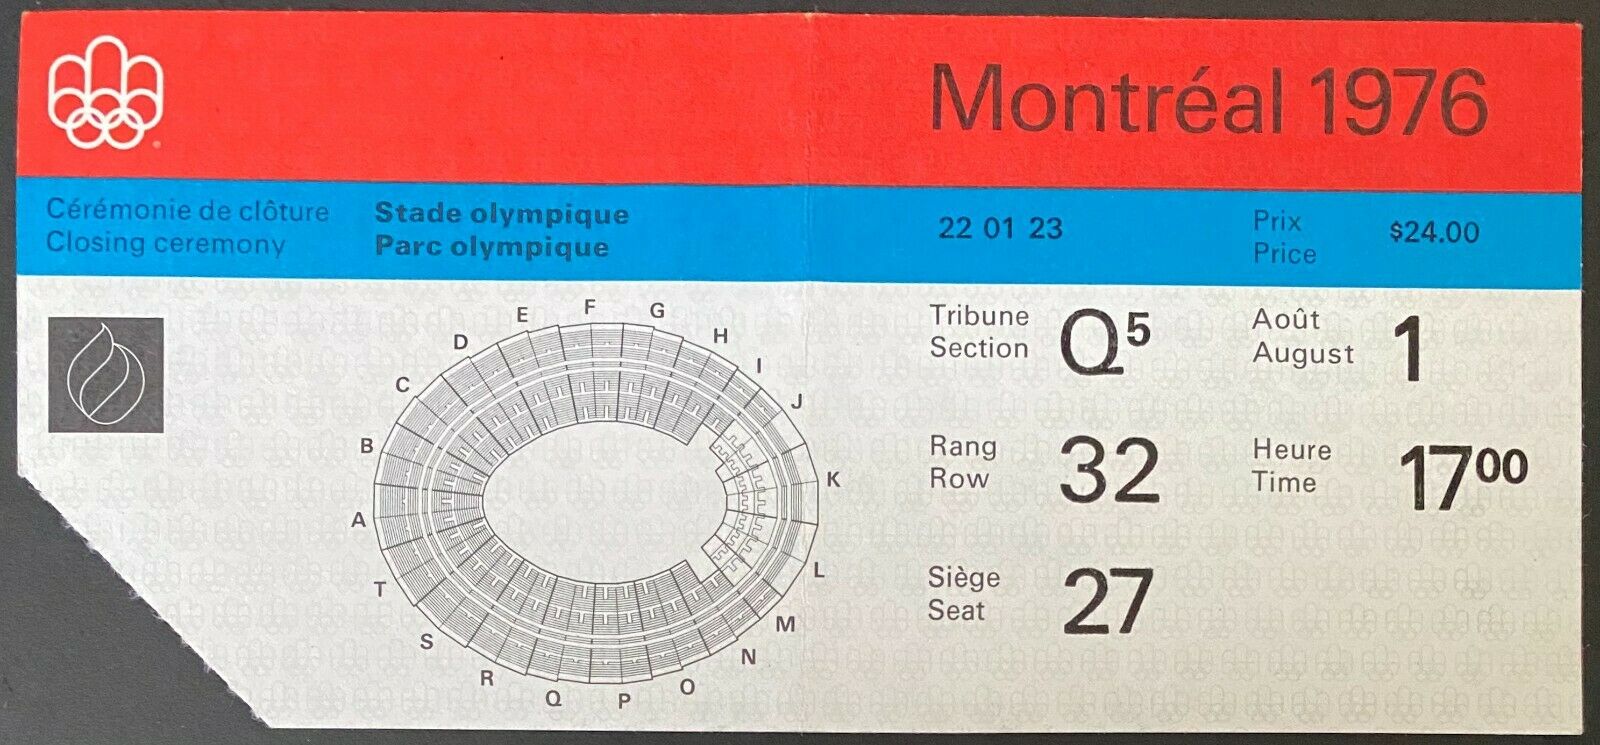 Montréal 1976
Cérémonie de clôture
Closing ceremony
Stade olympique
Parc olympique
22 01 23
Prix
Price
$24.00
Tribune
Section
Q5
Août
August
1
Rang
Row
32
Heure
Time
1700
Siège
Seat
27
A
B
C
D
E
F
G
H
I
J
K
L
M
N
O
P
Q
R
S
T